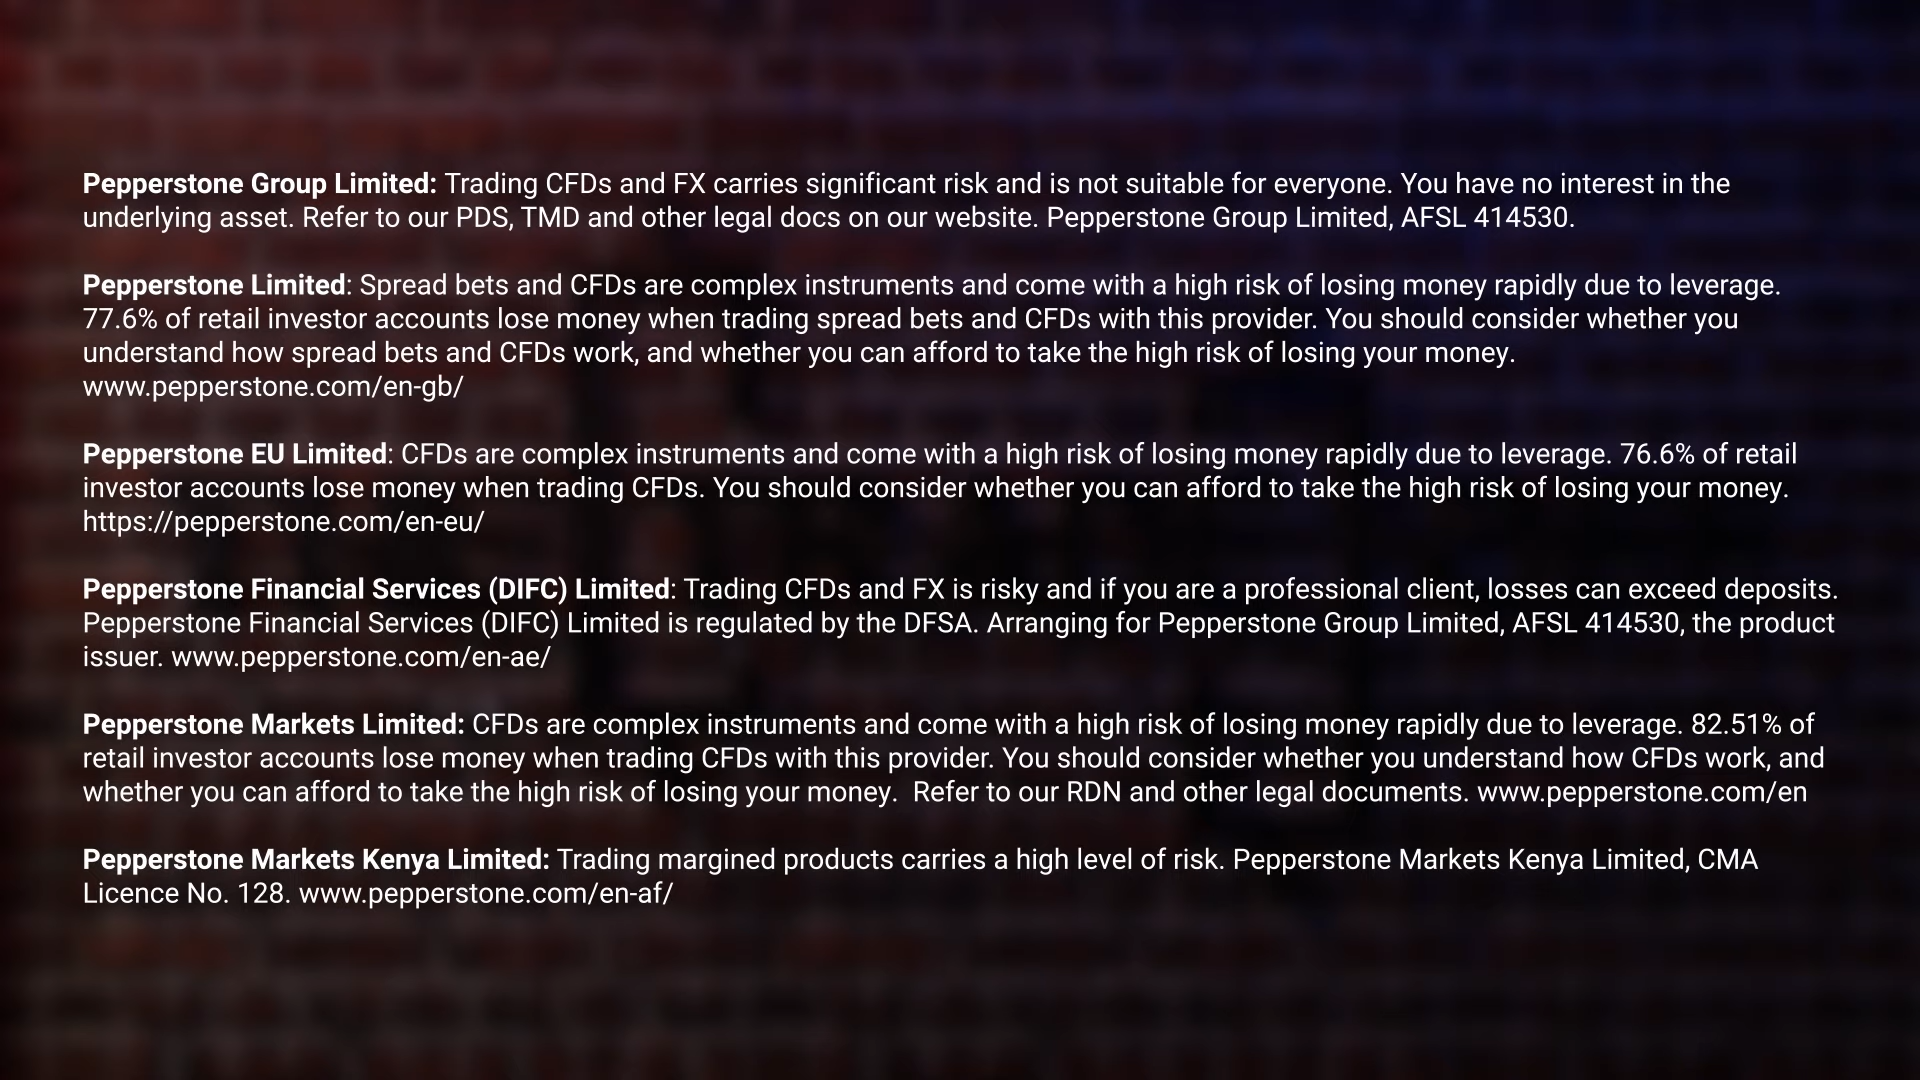 Pepperstone Group Limited: Trading CFDs and FX carries significant risk and is not suitable for everyone. You have no interest in the
underlying asset. Refer to our PDS, TMD and other legal docs on our website. Pepperstone Group Limited, AFSL 414530.
Pepperstone Limited: Spread bets and CFDs are complex instruments and come with a high risk of losing money rapidly due to leverage.
77.6% of retail investor accounts lose money when trading spread bets and CFDs with this provider. You should consider whether you
understand how spread bets and CFDs work, and whether you can afford to take the high risk of losing your money.
www.pepperstone.com/en-gb/
Pepperstone EU Limited: CFDs are complex instruments and come with a high risk of losing money rapidly due to leverage. 76.6% of retail
investor accounts lose money when trading CFDs. You should consider whether you can afford to take the high risk of losing your money.
https://pepperstone.com/en-eu/
Pepperstone Financial Services (DIFC) Limited: Trading CFDs and FX is risky and if you are a professional client, losses can exceed deposits.
Pepperstone Financial Services (DIFC) Limited is regulated by the DFSA. Arranging for Pepperstone Group Limited, AFSL 414530, the product
issuer. www.pepperstone.com/en-ae/
Pepperstone Markets Limited: CFDs are complex instruments and come with a high risk of losing money rapidly due to leverage. 82.51% of
retail investor accounts lose money when trading CFDs with this provider. You should consider whether you understand how CFDs work, and
whether you can afford to take the high risk of losing your money.  Refer to our RDN and other legal documents. www.pepperstone.com/en
Pepperstone Markets Kenya Limited: Trading margined products carries a high level of risk. Pepperstone Markets Kenya Limited, CMA
Licence No. 128. www.pepperstone.com/en-af/